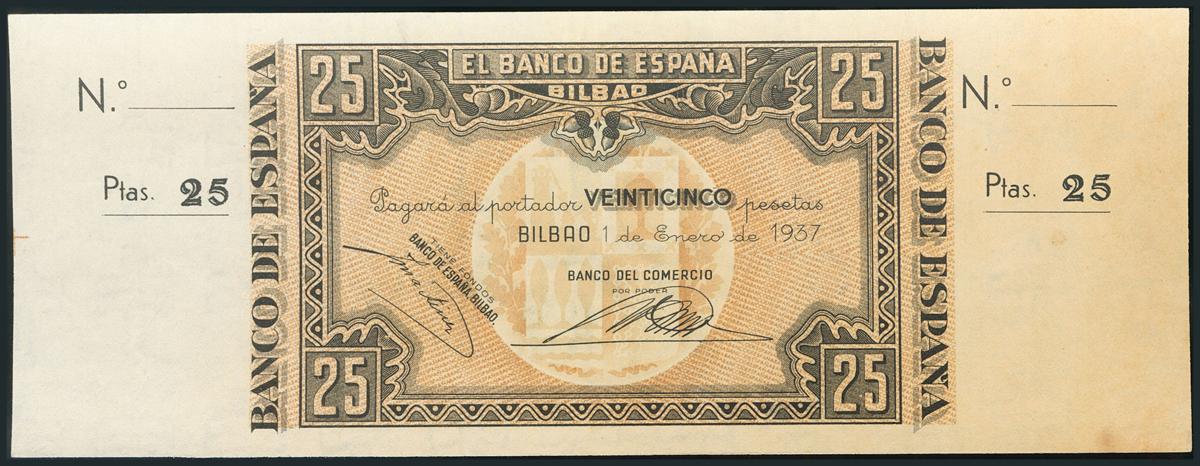 N.º
Ptas. 25
BANCO DE ESPAÑA
25
EL BANCO DE ESPAÑA
BILBAO
25
Pagará al portador VEINTICINCO pesetas
BILBAO 1 de Enero de 1937
TIENE FONDOS
BANCO DE ESPAÑA. BILBAO.
BANCO DEL COMERCIO
POR PODER
25
25
BANCO DE ESPAÑA
N.º
Ptas. 25